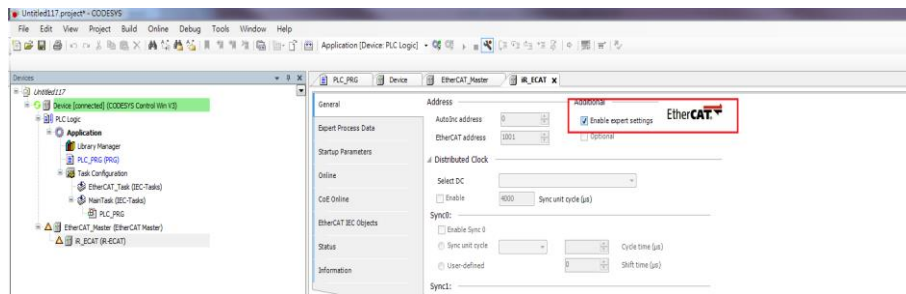 Untitled117 project* - CODESYS
File Edit View Project Build Online Debug Tools Window Help
Application [Device: PLC Logic]
Devices
Untitled117
Device [connected] (CODESYS Control Win V3)
PLC Logic
Application
Library Manager
PLC_PRG (PRG)
Task Configuration
EtherCAT_Task (IEC-Tasks)
MainTask (IEC-Tasks)
PLC_PRG
EtherCAT_Master (EtherCAT Master)
iR_ECAT (iR-ECAT)
PLC_PRG Device EtherCAT_Master iR_ECAT x
General
Expert Process Data
Startup Parameters
Online
CoE Online
EtherCAT IEC Objects
Status
Information
Address
AutoInc address 0
EtherCAT address 1001
Additional
Enable expert settings
Optional
EtherCAT
Distributed Clock
Select DC
Enable 4000 Sync unit cycle (µs)
Sync0:
Enable Sync 0
Sync unit cycle Cycle time (µs)
User-defined 0 Shift time (µs)
Sync1: